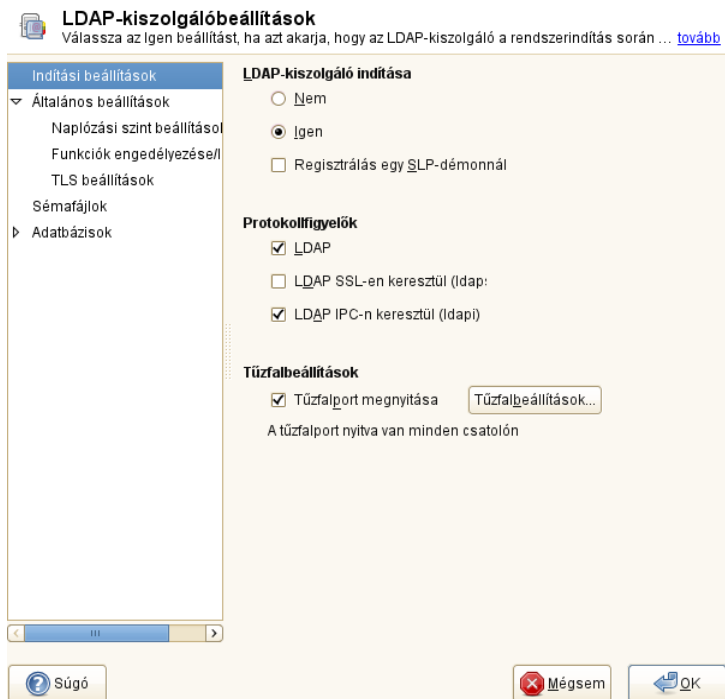 LDAP-kiszolgálóbeállítások
Válassza az Igen beállítást, ha azt akarja, hogy az LDAP-kiszolgáló a rendszerindítás során ... tovább
Indítási beállítások
Általános beállítások
Naplózási szint beállítások
Funkciók engedélyezése/l
TLS beállítások
Sémafájlok
Adatbázisok
LDAP-kiszolgáló indítása
Nem
Igen
Regisztrálás egy SLP-démonnál
Protokollfigyelők
LDAP
LDAP SSL-en keresztül (ldaps
LDAP IPC-n keresztül (ldapi)
Tűzfalbeállítások
Tűzfalport megnyitása
Tűzfalbeállítások...
A tűzfalport nyitva van minden csatolón
Súgó
Mégsem
OK